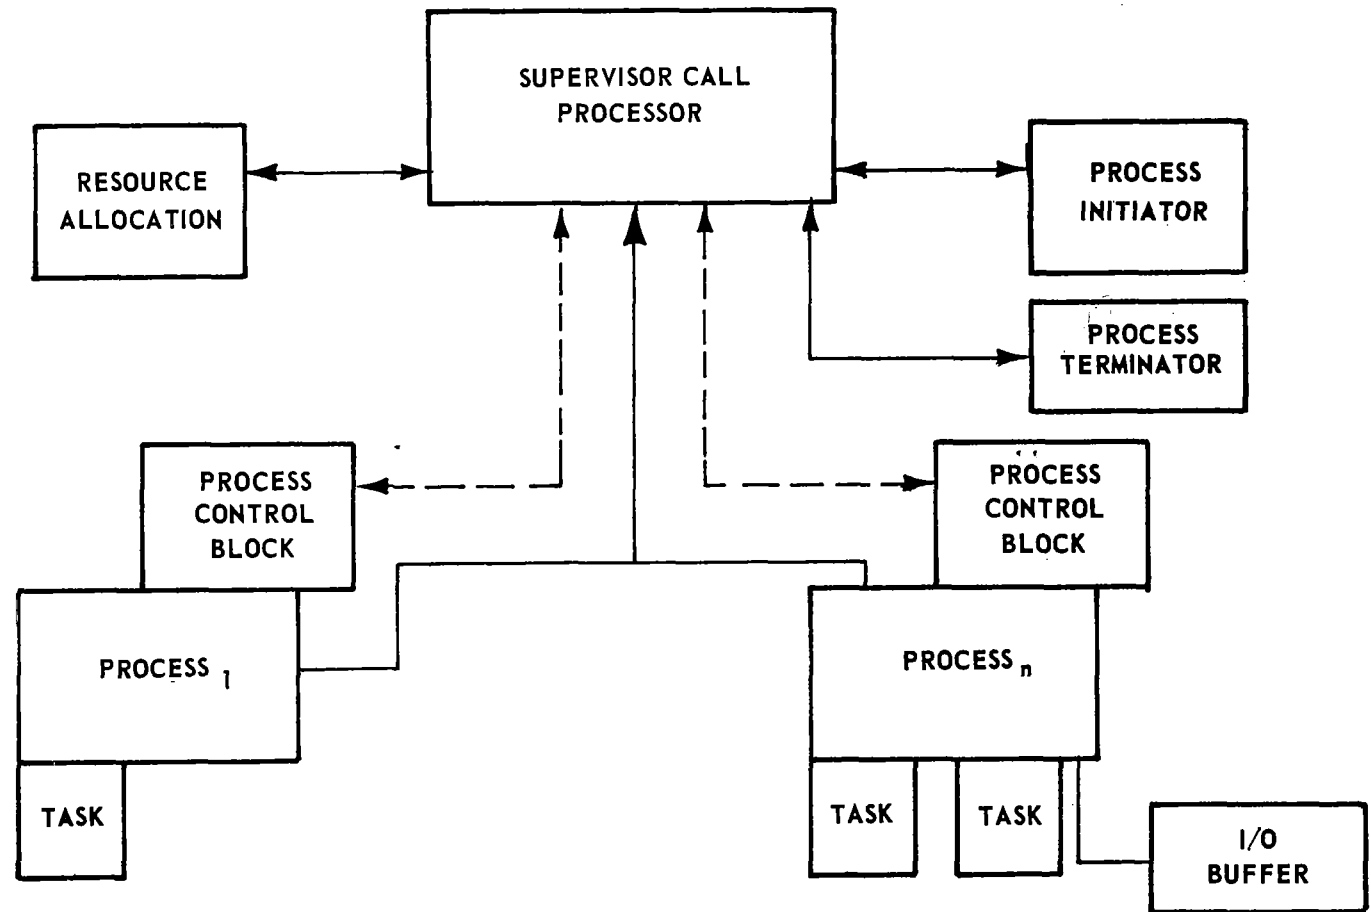 SUPERVISOR CALL
PROCESSOR
RESOURCE
ALLOCATION
PROCESS
INITIATOR
PROCESS
TERMINATOR
PROCESS
CONTROL
BLOCK
PROCESS
CONTROL
BLOCK
PROCESS 1
PROCESS n
TASK
TASK
TASK
I/O
BUFFER